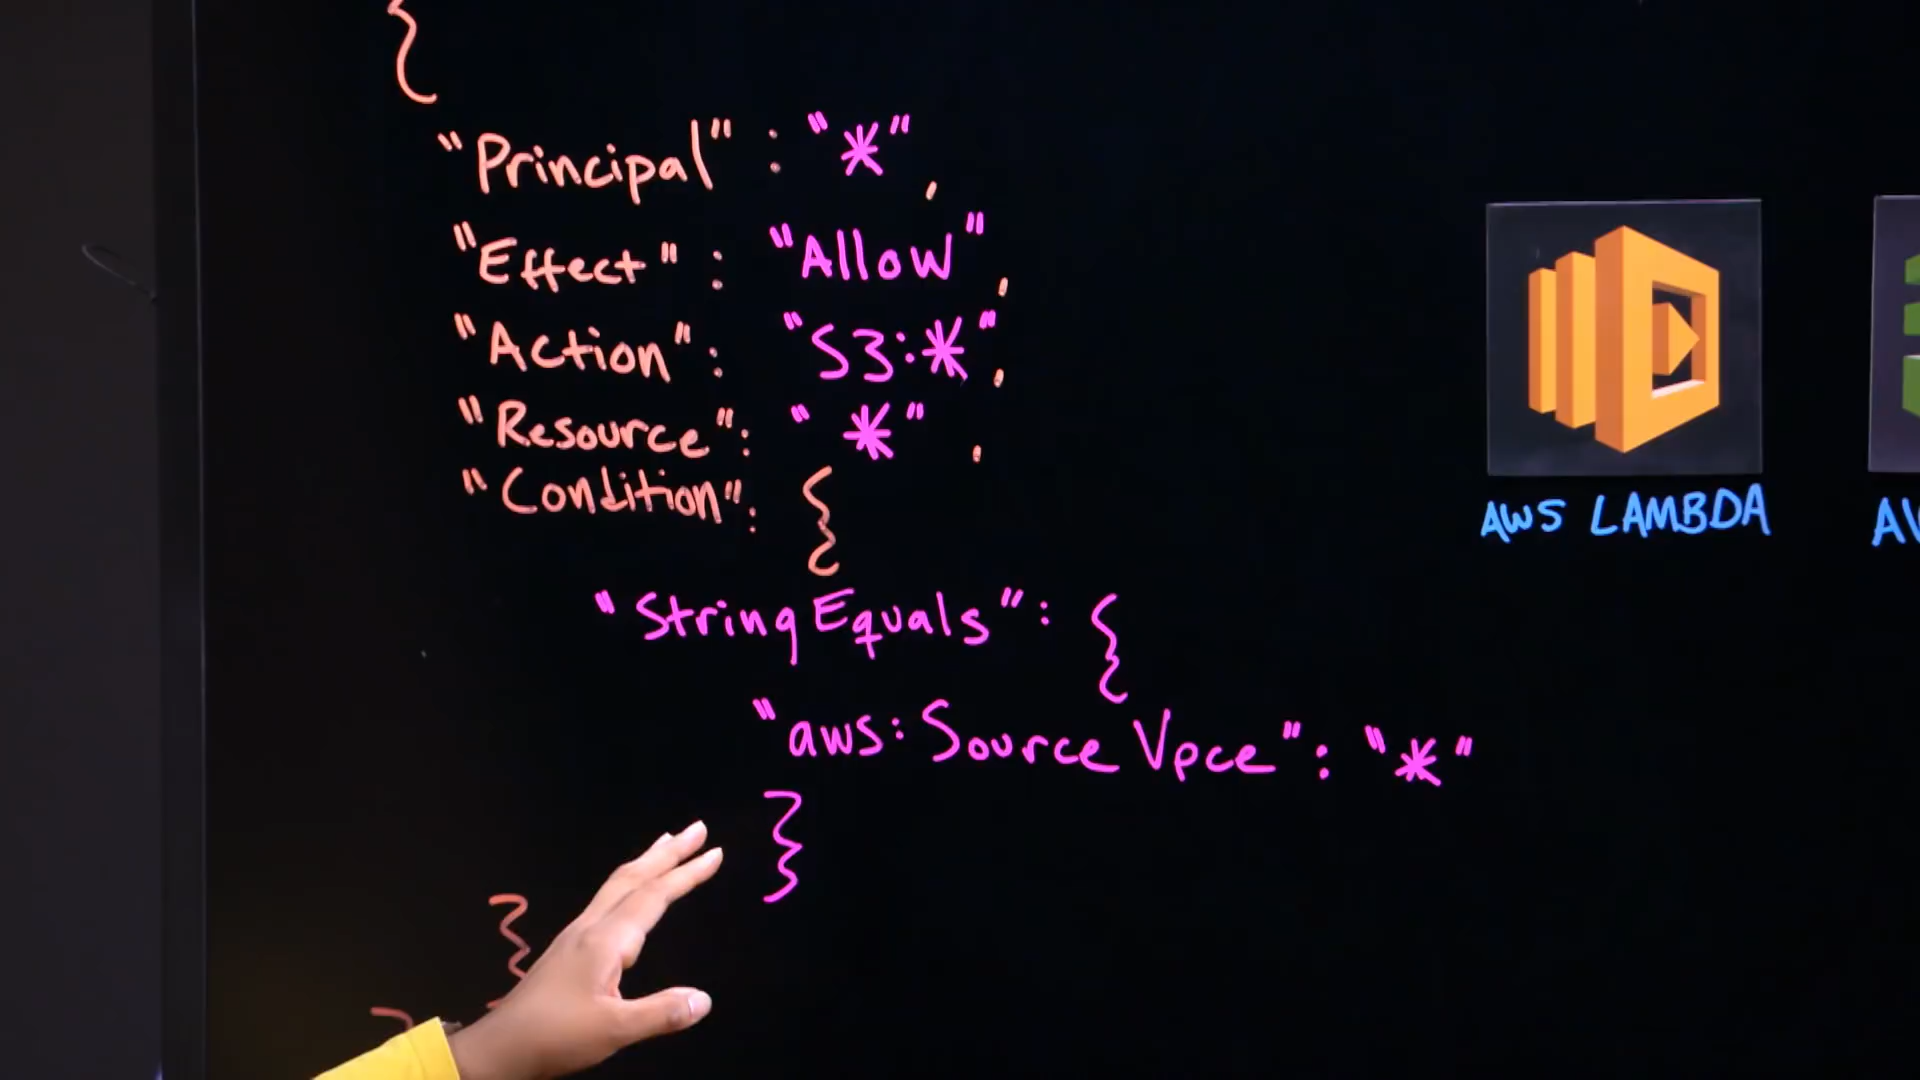 {
"Principal" : "*",
"Effect" : "Allow",
"Action" : "S3:*",
"Resource" : "*",
"Condition" : {
"StringEquals" : {
"aws:SourceVpce" : "*"
}
}
}
AWS LAMBDA